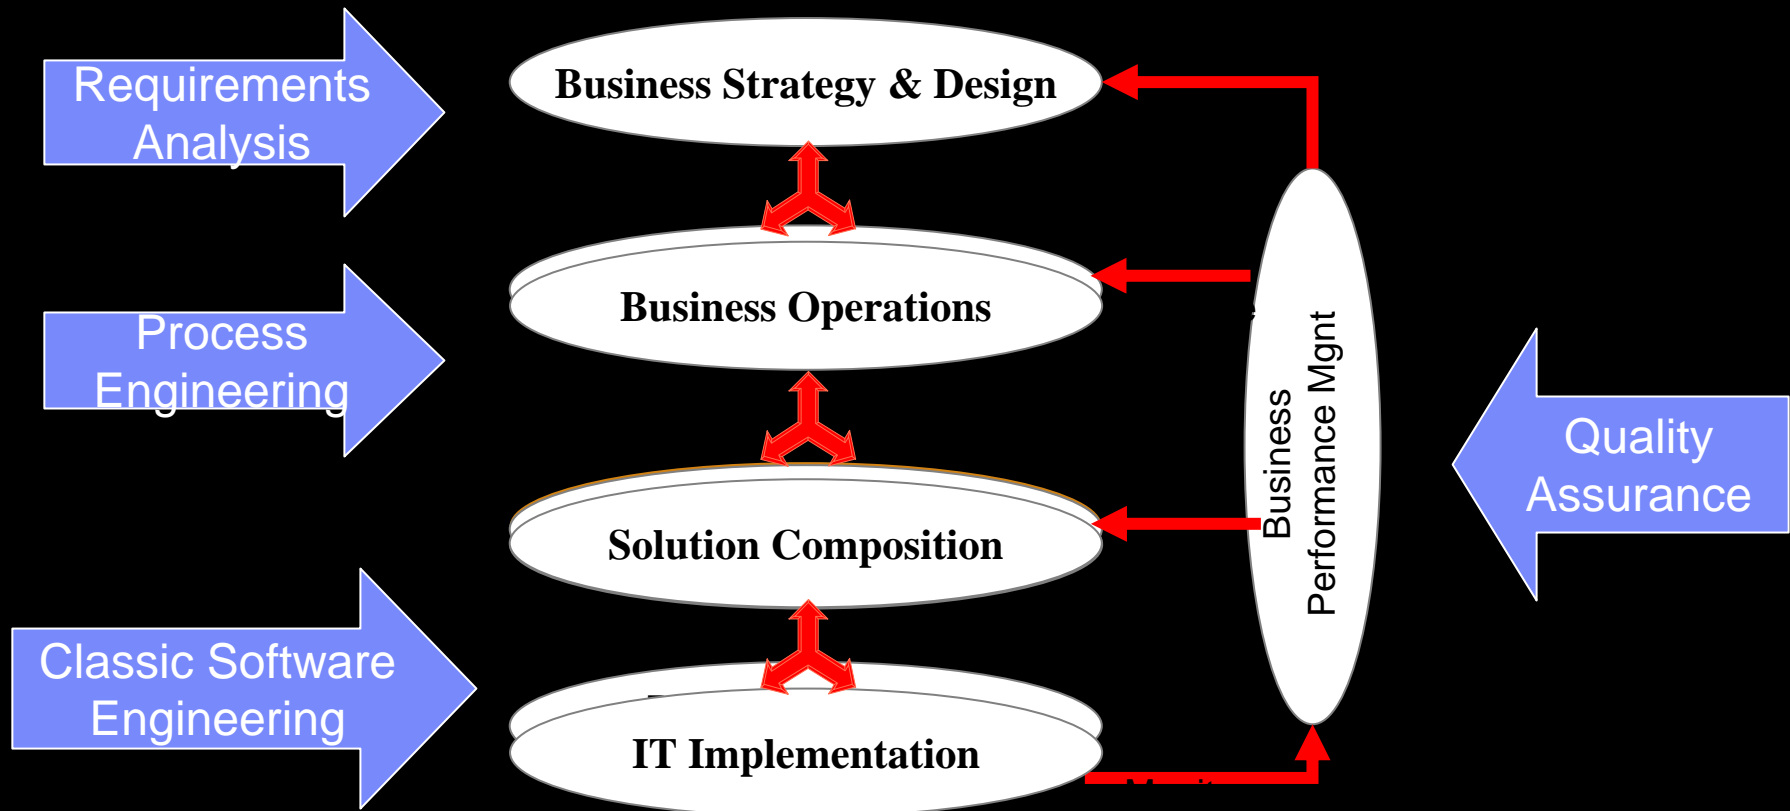 Requirements
Analysis
Business Strategy & Design
Process
Engineering
Business Operations
Business
Performance Mgnt
Quality
Assurance
Solution Composition
Classic Software
Engineering
IT Implementation